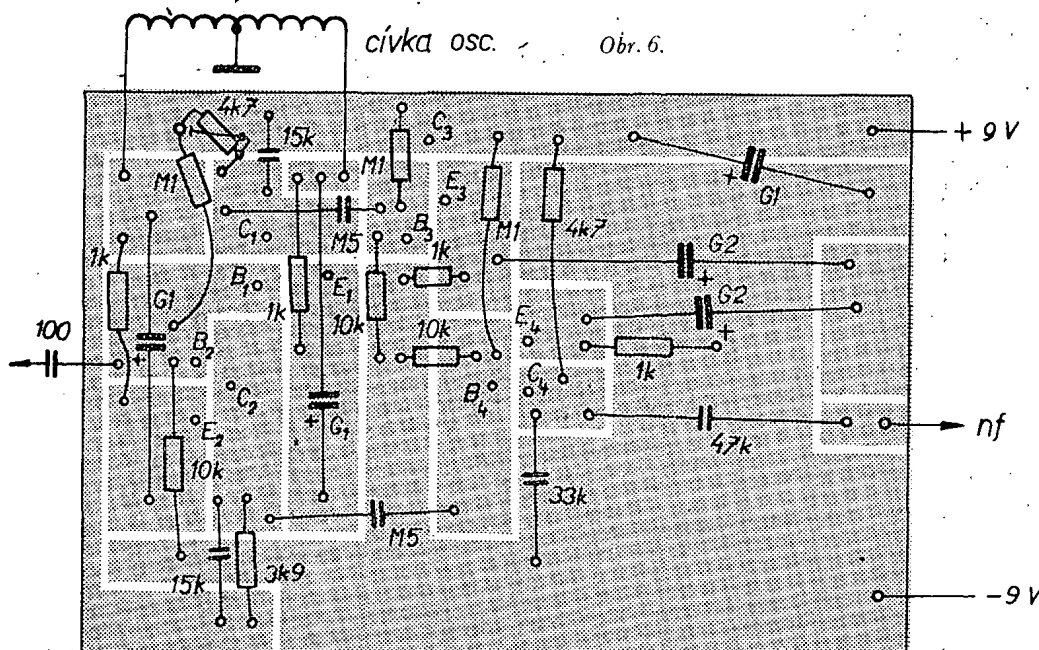 cívka osc.
Obr. 6.
4k7
15k
M1
C3
+ 9 V
M1
E3
+
G1
C1
M5
B3
M1
4k7
1k
G1
B1
1k
E1
10k
1k
G2
+
G2
+
100
+
B2
10k
E4
1k
C2
B4
C4
E2
+
G1
nf
10k
47k
33k
M5
15k
3k9
− 9 V